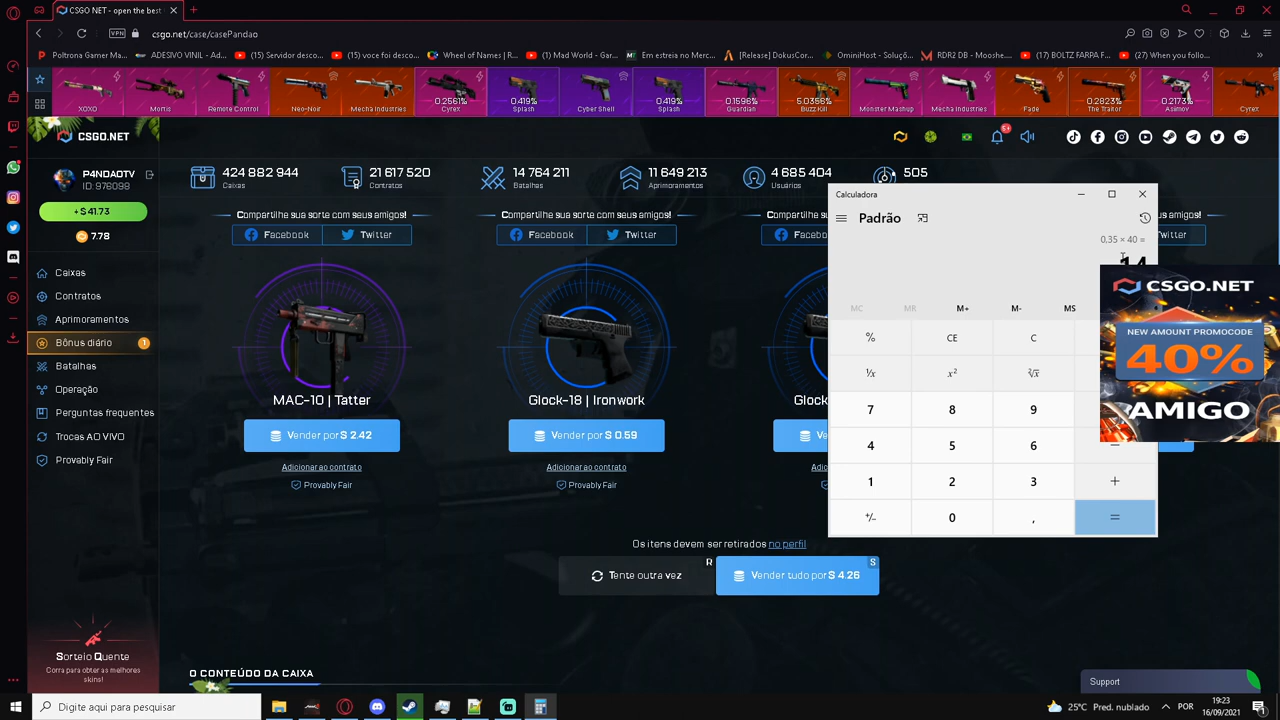 CSGO NET - open the best
VPN
csgo.net/case/casePandao
Poltrona Gamer Ma...
ADESIVO VINIL - Ad...
(15) Servidor desco...
(15) voce foi desco...
Wheel of Names | R...
(1) Mad World - Gar...
Em estreia no Merc...
[Release] DokusCor...
OminiHost - Soluçõ...
RDR2 DB - Mooshe...
(17) BOLTZ FARPA F...
(27) When you follo...
0.2561%
0.419%
0.419%
0.1596%
5.0356%
0.2823%
0.2173%
XOXO
Mortis
Remote Control
Neo-Noir
Mecha Industries
Cyrex
Splash
Cyber Shell
Splash
Guardian
Buzz Kill
Monster Mashup
Mecha Industries
Fade
The Traitor
Asiimov
Cyrex
CSGO.NET
5+
P4NDAOTV
ID: 976098
424 882 944
Caixas
21 617 520
Contratos
14 764 211
Batalhas
11 649 213
Aprimoramentos
4 685 404
Usuários
505
+ $ 41.73
7.78
Compartilhe sua sorte com seus amigos!
Facebook
Twitter
Compartilhe sua sorte com seus amigos!
Facebook
Twitter
Twitter
Caixas
Contratos
Aprimoramentos
Bônus diário
1
Batalhas
Operação
Perguntas frequentes
Trocas AO VIVO
Provably Fair
MAC-10 | Tatter
Vender por $ 2.42
Adicionar ao contrato
Provably Fair
Glock-18 | Ironwork
Vender por $ 0.59
Adicionar ao contrato
Provably Fair
Os itens devem ser retirados no perfil
Tente outra vez
R
Vender tudo por $ 4.26
S
Sorteio Quente
Corra para obter as melhores
skins!
O CONTEÚDO DA CAIXA
Support
Calculadora
Padrão
0,35 × 40 =
14
MC
MR
M+
M-
MS
%
CE
C
¹/x
x²
²√x
7
8
9
4
5
6
1
2
3
+
+/-
0
,
=
CSGO.NET
NEW AMOUNT PROMOCODE
40%
AMIGO
Digite aqui para pesquisar
25°C Pred. nublado
POR
19:23
16/09/2021